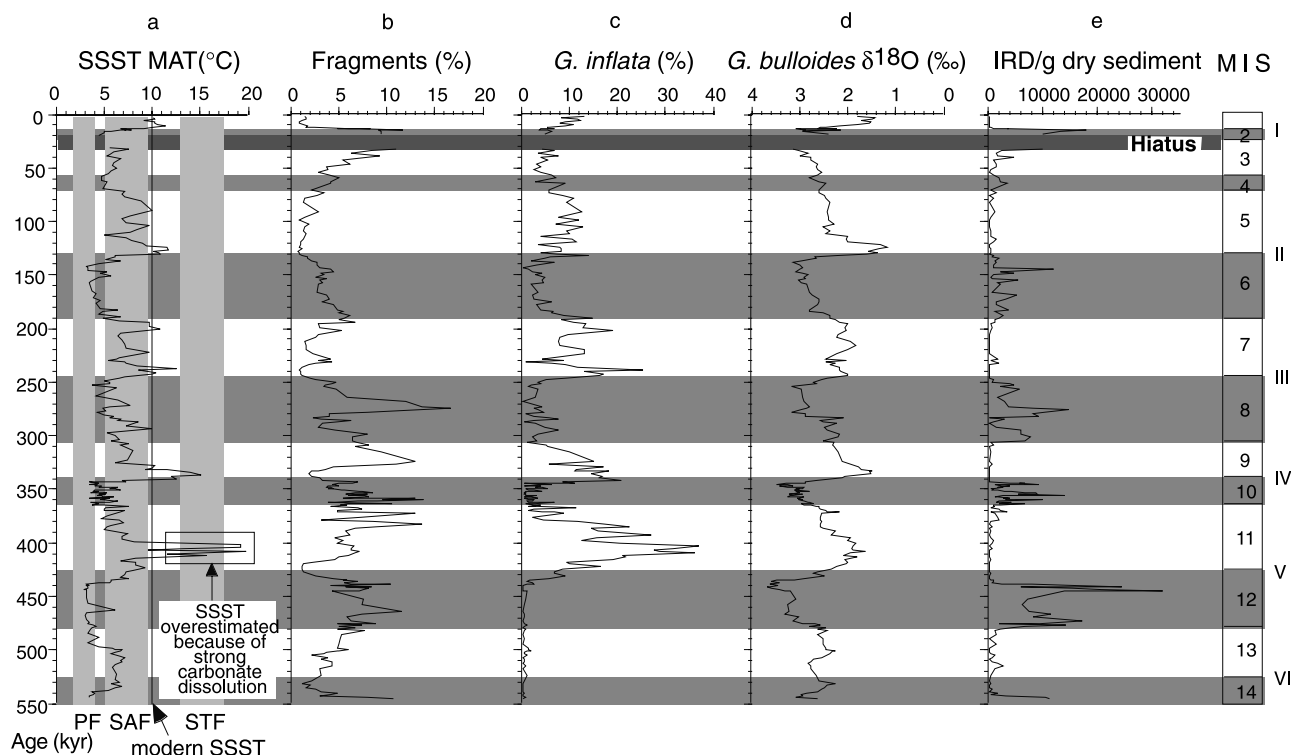 a b c d e
SSST MAT(°C) Fragments (%) G. inflata (%) G. bulloides δ18O (‰) IRD/g dry sediment M I S
0 5 10 15 20 0 5 10 15 20 0 10 20 30 40 4 3 2 1 0 0 10000 20000 30000
0
50
100
150
200
250
300
350
400
450
500
550
Hiatus
2
3
4
5
6
7
8
9
10
11
12
13
14
I
II
III
IV
V
VI
SSST
overestimated
because of
strong
carbonate
dissolution
PF SAF STF
Age (kyr) modern SSST